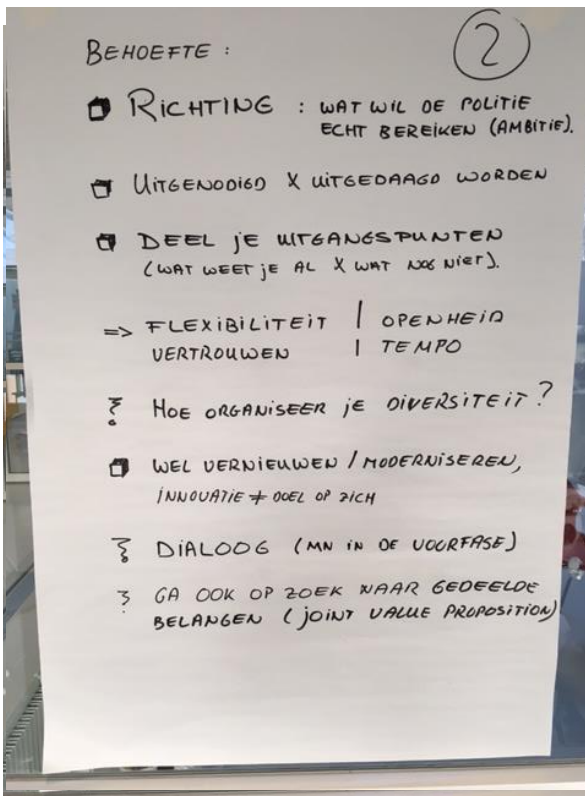 2
BEHOEFTE :
RICHTING : WAT WIL DE POLITIE
ECHT BEREIKEN (AMBITIE).
UITGENODIGD & UITGEDAAGD WORDEN
DEEL JE UITGANGSPUNTEN
(WAT WEET JE AL & WAT NOG NIET).
=> FLEXIBILITEIT | OPENHEID
VERTROUWEN | TEMPO
HOE ORGANISEER JE DIVERSITEIT?
WEL VERNIEUWEN / MODERNISEREN,
INNOVATIE ≠ DOEL OP ZICH
DIALOOG (MN IN DE VOORFASE)
GA OOK OP ZOEK NAAR GEDEELDE
BELANGEN (JOINT VALUE PROPOSITION)